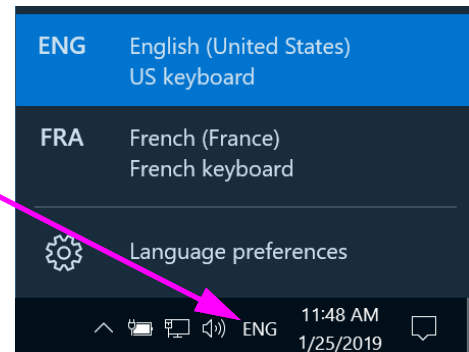 ENG English (United States)
US keyboard
FRA French (France)
French keyboard
Language preferences
ENG 11:48 AM
1/25/2019